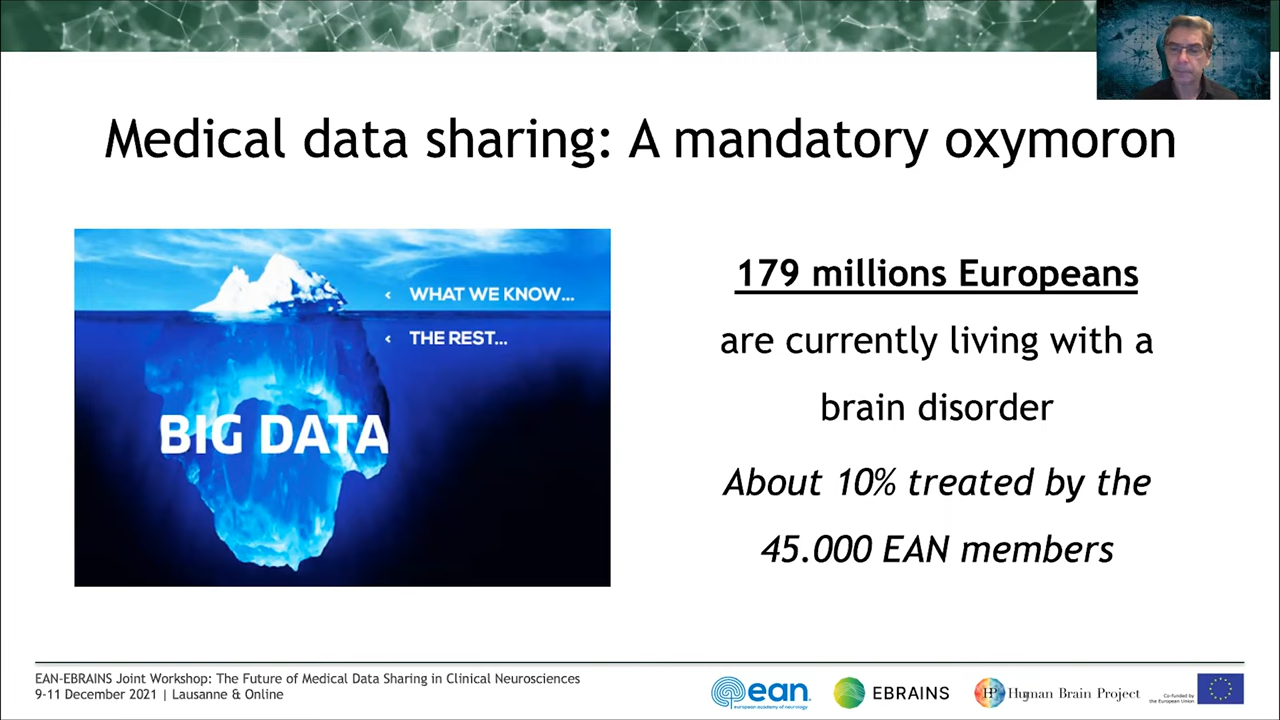 Medical data sharing: A mandatory oxymoron
‹ WHAT WE KNOW...
‹ THE REST...
BIG DATA
179 millions Europeans
are currently living with a
brain disorder
About 10% treated by the
45.000 EAN members
EAN-EBRAINS Joint Workshop: The Future of Medical Data Sharing in Clinical Neurosciences
9-11 December 2021 | Lausanne & Online
ean.
european academy of neurology
EBRAINS
HP
Human Brain Project
Co-funded by
the European Union